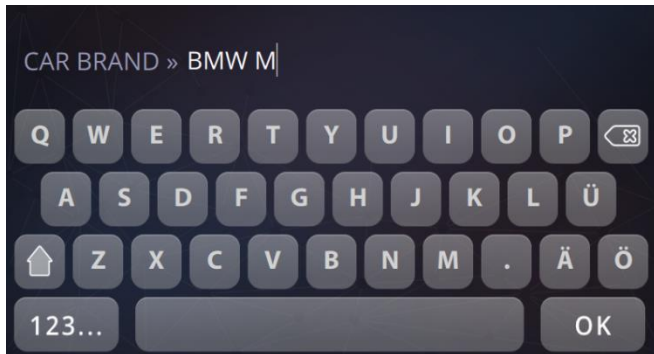 CAR BRAND » BMW M
Q W E R T Y U I O P
A S D F G H J K L Ü
Z X C V B N M . Ä Ö
123... OK